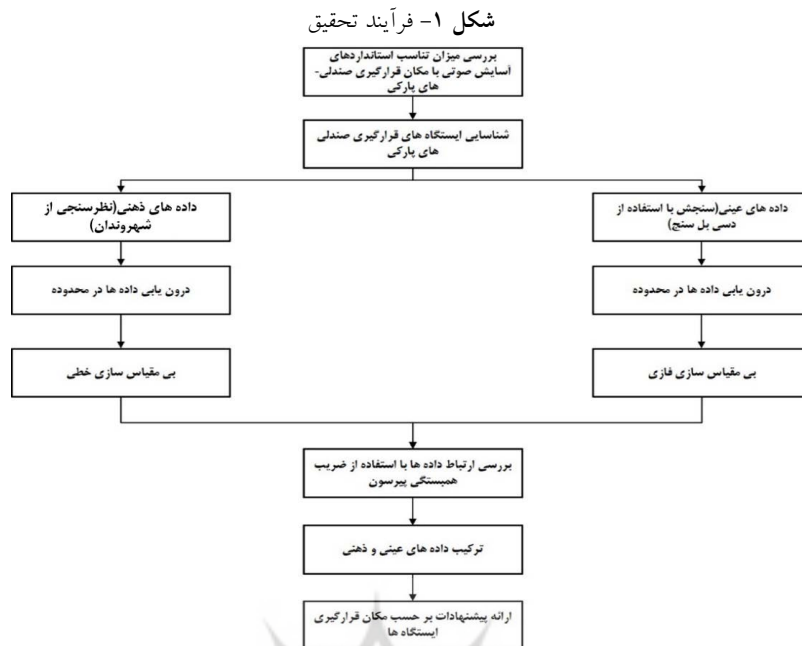 شکل ۱- فرآیند تحقیق
بررسی میزان تناسب استانداردهای
آسایش صوتی با مکان قرارگیری صندلی-
های پارکی
شناسایی ایستگاه های قرارگیری صندلی
های پارکی
داده های عینی(سنجش با استفاده از
دسی بل سنج)
داده های ذهنی(نظرسنجی از
شهروندان)
درون یابی داده ها در محدوده
درون یابی داده ها در محدوده
بی مقیاس سازی فازی
بی مقیاس سازی خطی
بررسی ارتباط داده ها با استفاده از ضریب
همبستگی پیرسون
ترکیب داده های عینی و ذهنی
ارائه پیشنهادات بر حسب مکان قرارگیری
ایستگاه ها